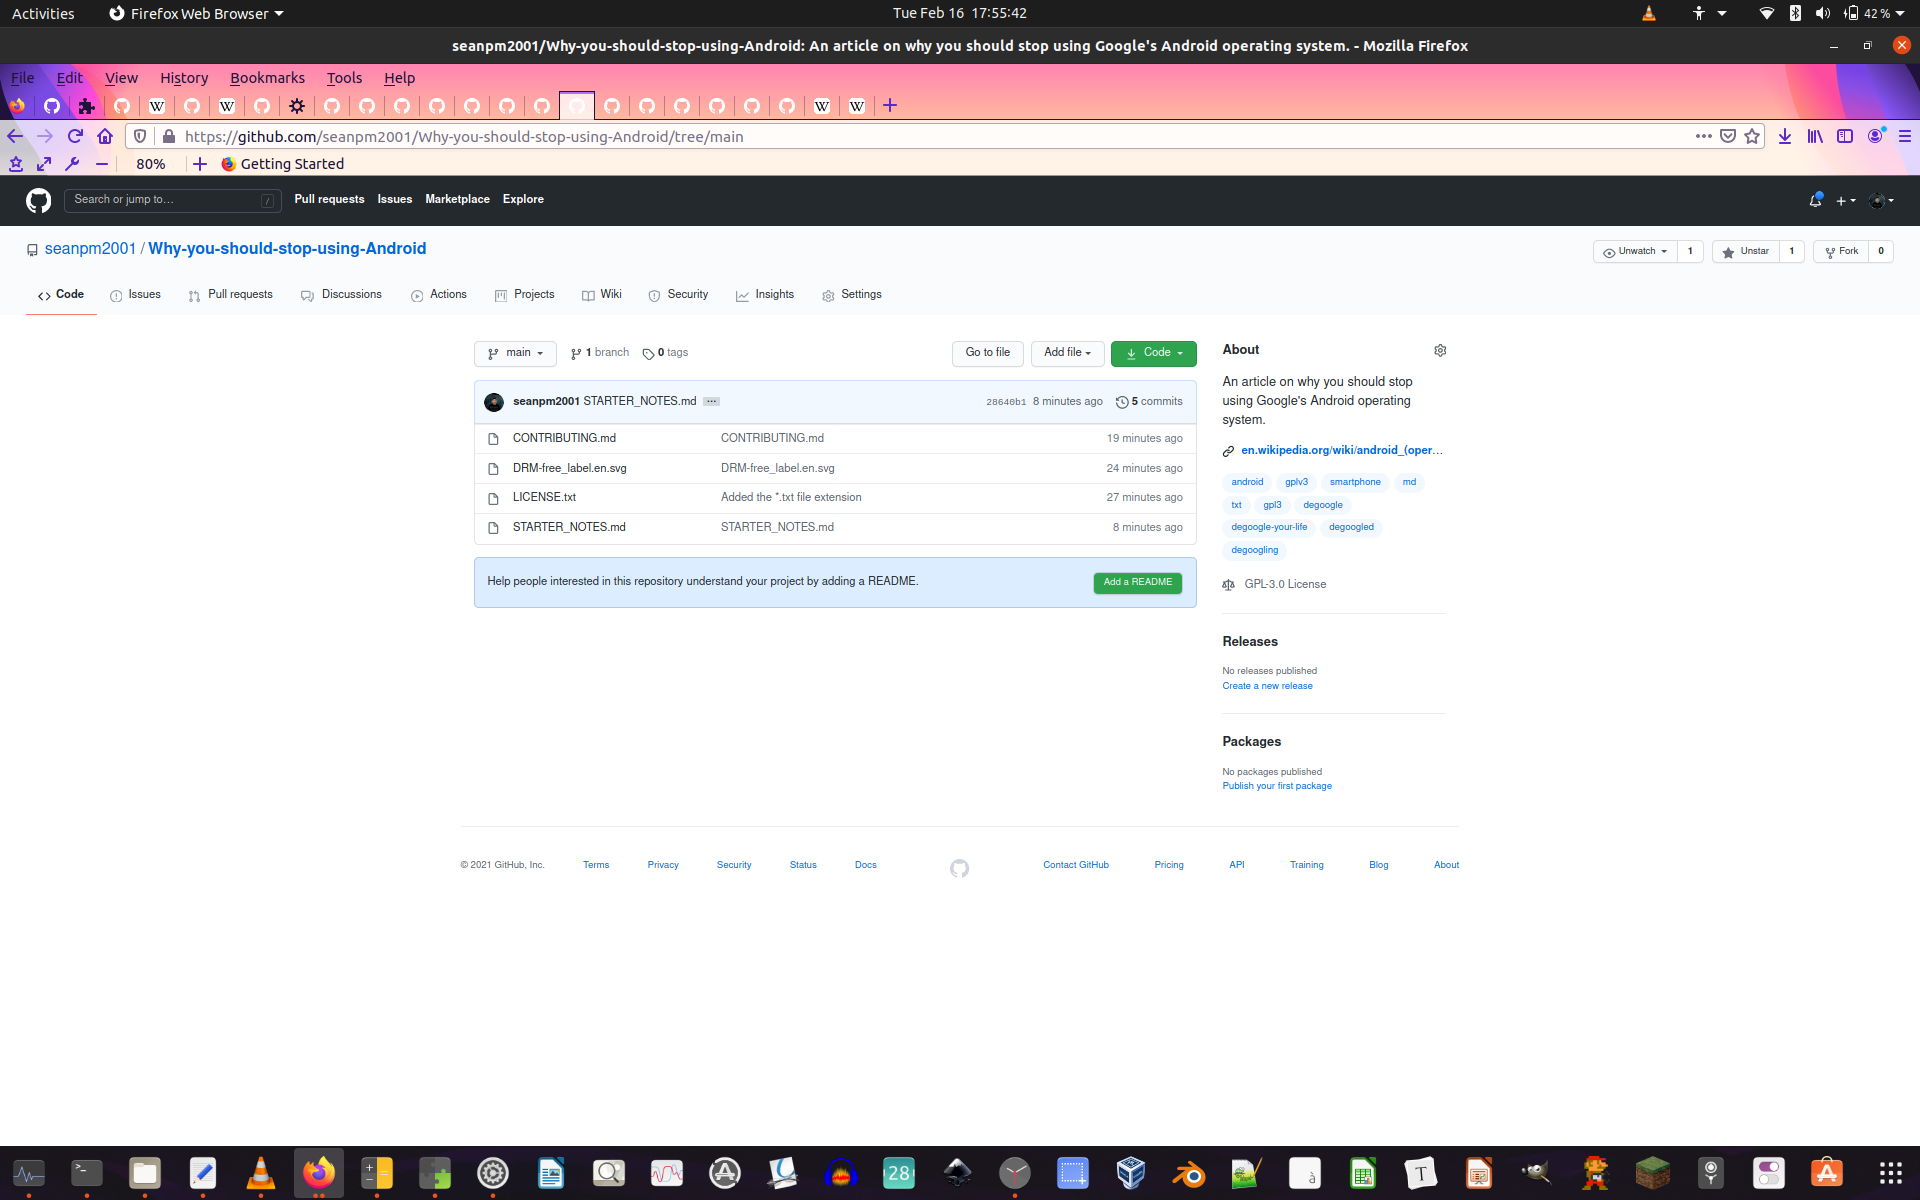 Activities Firefox Web Browser Tue Feb 16 17:55:42 42 %
seanpm2001/Why-you-should-stop-using-Android: An article on why you should stop using Google's Android operating system. - Mozilla Firefox
File Edit View History Bookmarks Tools Help
https://github.com/seanpm2001/Why-you-should-stop-using-Android/tree/main
80% Getting Started
Search or jump to… / Pull requests Issues Marketplace Explore
seanpm2001 / Why-you-should-stop-using-Android Unwatch 1 Unstar 1 Fork 0
Code Issues Pull requests Discussions Actions Projects Wiki Security Insights Settings
main 1 branch 0 tags Go to file Add file Code
seanpm2001 STARTER_NOTES.md ... 28640b1 8 minutes ago 5 commits
CONTRIBUTING.md CONTRIBUTING.md 19 minutes ago
DRM-free_label.en.svg DRM-free_label.en.svg 24 minutes ago
LICENSE.txt Added the *.txt file extension 27 minutes ago
STARTER_NOTES.md STARTER_NOTES.md 8 minutes ago
Help people interested in this repository understand your project by adding a README. Add a README
About
An article on why you should stop
using Google's Android operating
system.
en.wikipedia.org/wiki/android_(oper…
android gplv3 smartphone md
txt gpl3 degoogle
degoogle-your-life degoogled
degoogling
GPL-3.0 License
Releases
No releases published
Create a new release
Packages
No packages published
Publish your first package
© 2021 GitHub, Inc. Terms Privacy Security Status Docs Contact GitHub Pricing API Training Blog About
28